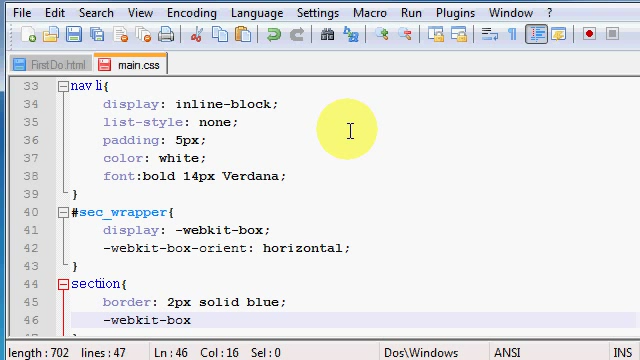 File Edit Search View Encoding Language Settings Macro Run Plugins Window ?
FirstDo.html main.css
33 nav li{
34 display: inline-block;
35 list-style: none;
36 padding: 5px;
37 color: white;
38 font:bold 14px Verdana;
39 }
40 #sec_wrapper{
41 display: -webkit-box;
42 -webkit-box-orient: horizontal;
43 }
44 section{
45 border: 2px solid blue;
46 -webkit-box
length : 702 lines : 47 Ln : 46 Col : 16 Sel : 0 Dos\Windows ANSI INS